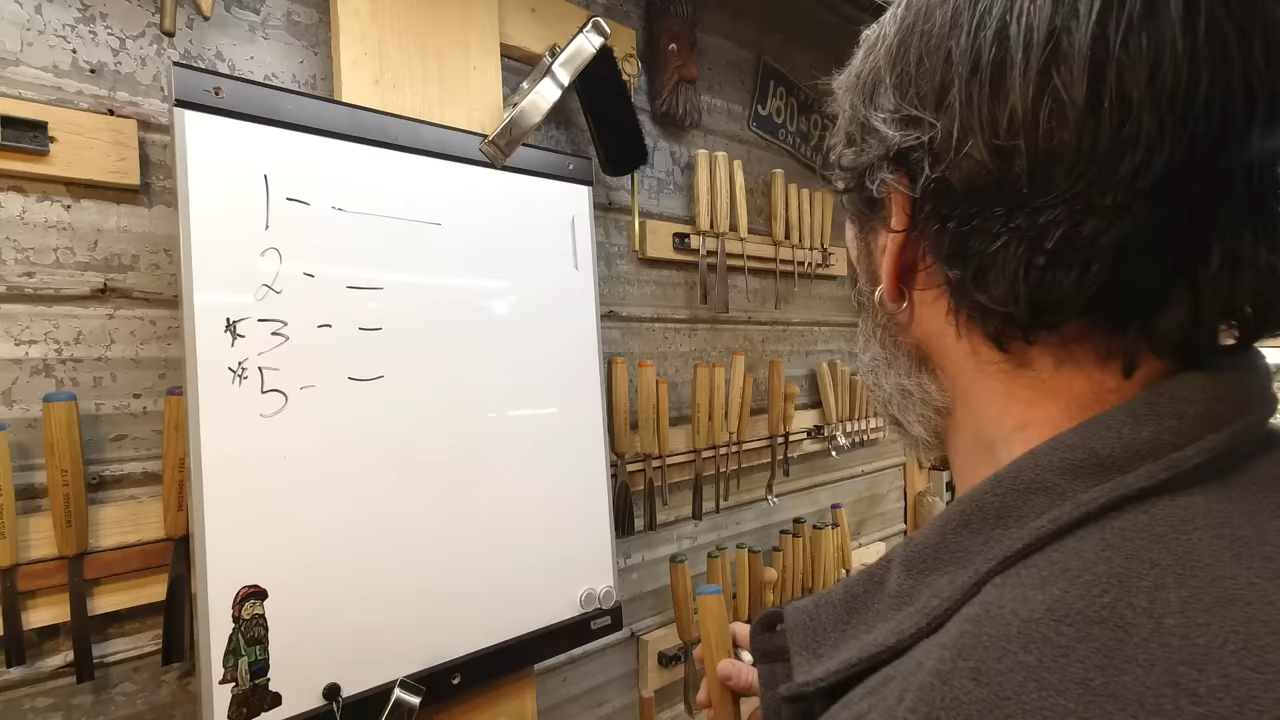 1 - —
2 - —
* 3 - —
* 5 - —
J80
ONTARIO